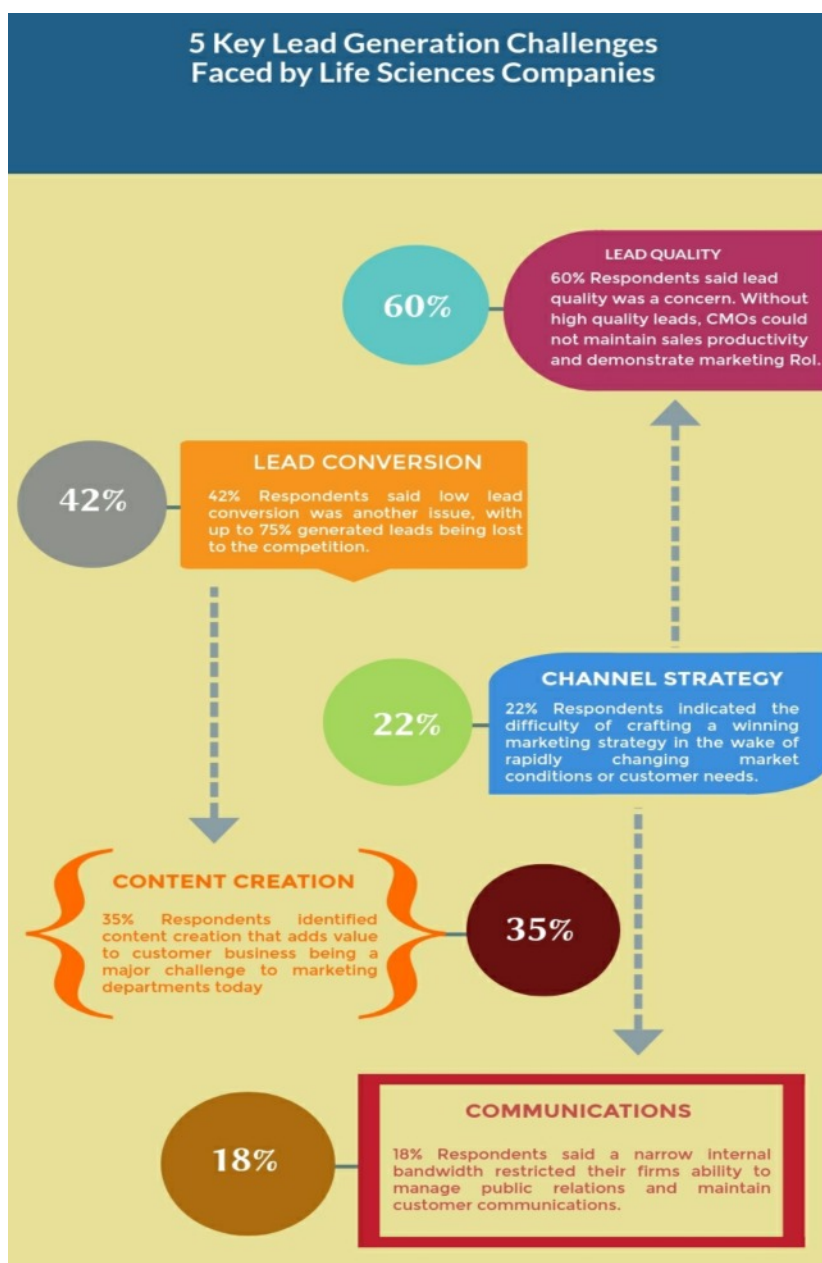 5 Key Lead Generation Challenges
Faced by Life Sciences Companies
60%
LEAD QUALITY
60% Respondents said lead
quality was a concern. Without
high quality leads, CMOs could
not maintain sales productivity
and demonstrate marketing RoI.
42%
LEAD CONVERSION
42% Respondents said low lead
conversion was another issue, with
up to 75% generated leads being lost
to the competition.
22%
CHANNEL STRATEGY
22% Respondents indicated the
difficulty of crafting a winning
marketing strategy in the wake of
rapidly changing market
conditions or customer needs.
CONTENT CREATION
35% Respondents identified
content creation that adds value
to customer business being a
major challenge to marketing
departments today
35%
18%
COMMUNICATIONS
18% Respondents said a narrow internal
bandwidth restricted their firms ability to
manage public relations and maintain
customer communications.